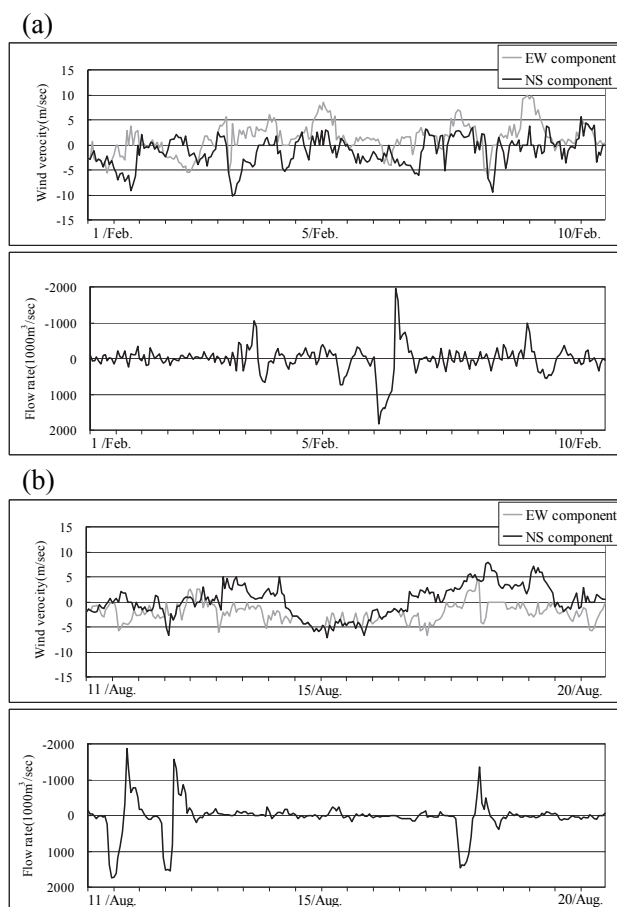 (a)
EW component
NS component
Wind verocity(m/sec)
15
10
5
0
-5
-10
-15
1 /Feb.
5/Feb.
10/Feb.
Flow rate(1000m³/sec)
-2000
-1000
0
1000
2000
1 /Feb.
5/Feb.
10/Feb.
(b)
EW component
NS component
Wind verocity(m/sec)
15
10
5
0
-5
-10
-15
11 /Aug.
15/Aug.
20/Aug.
Flow rate(1000m³/sec)
-2000
-1000
0
1000
2000
11 /Aug.
15/Aug.
20/Aug.